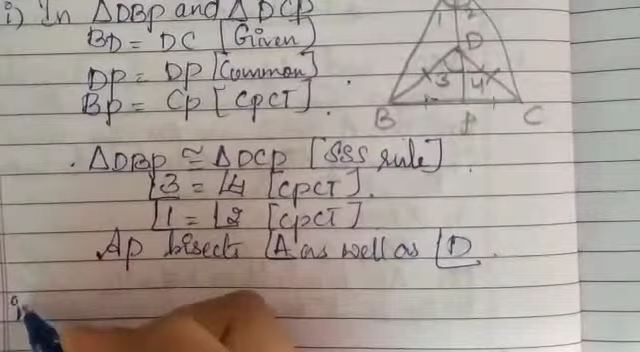 i) In ΔDBP and ΔDCP
BD = DC [Given]
DP = DP [Common]
BP = CP [CPCT]
ΔDBP ≅ ΔDCP [SSS rule]
∠3 = ∠4 [CPCT].
∠1 = ∠2 [CPCT]
AP bisects ∠A as well as ∠D.
1 2
D
3 4
B P C